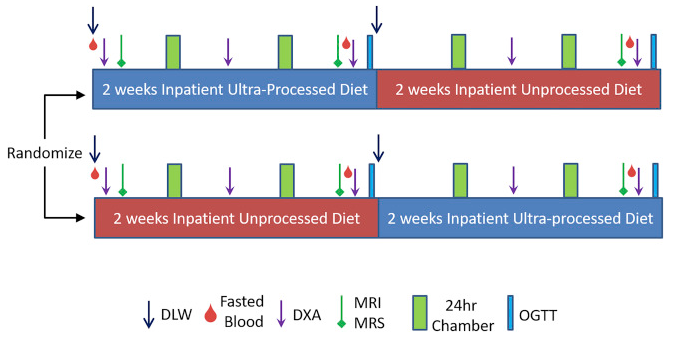 2 weeks Inpatient Ultra-Processed Diet
2 weeks Inpatient Unprocessed Diet
Randomize
2 weeks Inpatient Unprocessed Diet
2 weeks Inpatient Ultra-processed Diet
DLW
Fasted
Blood
DXA
MRI
MRS
24hr
Chamber
OGTT